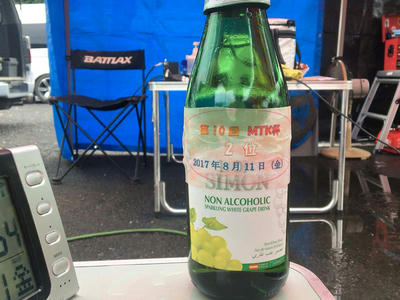 BATMAX
第10回 MTK杯
2位
2017年8月11日(金)
SIMON
NON ALCOHOLIC
SPARKLING WHITE GRAPE DRINK